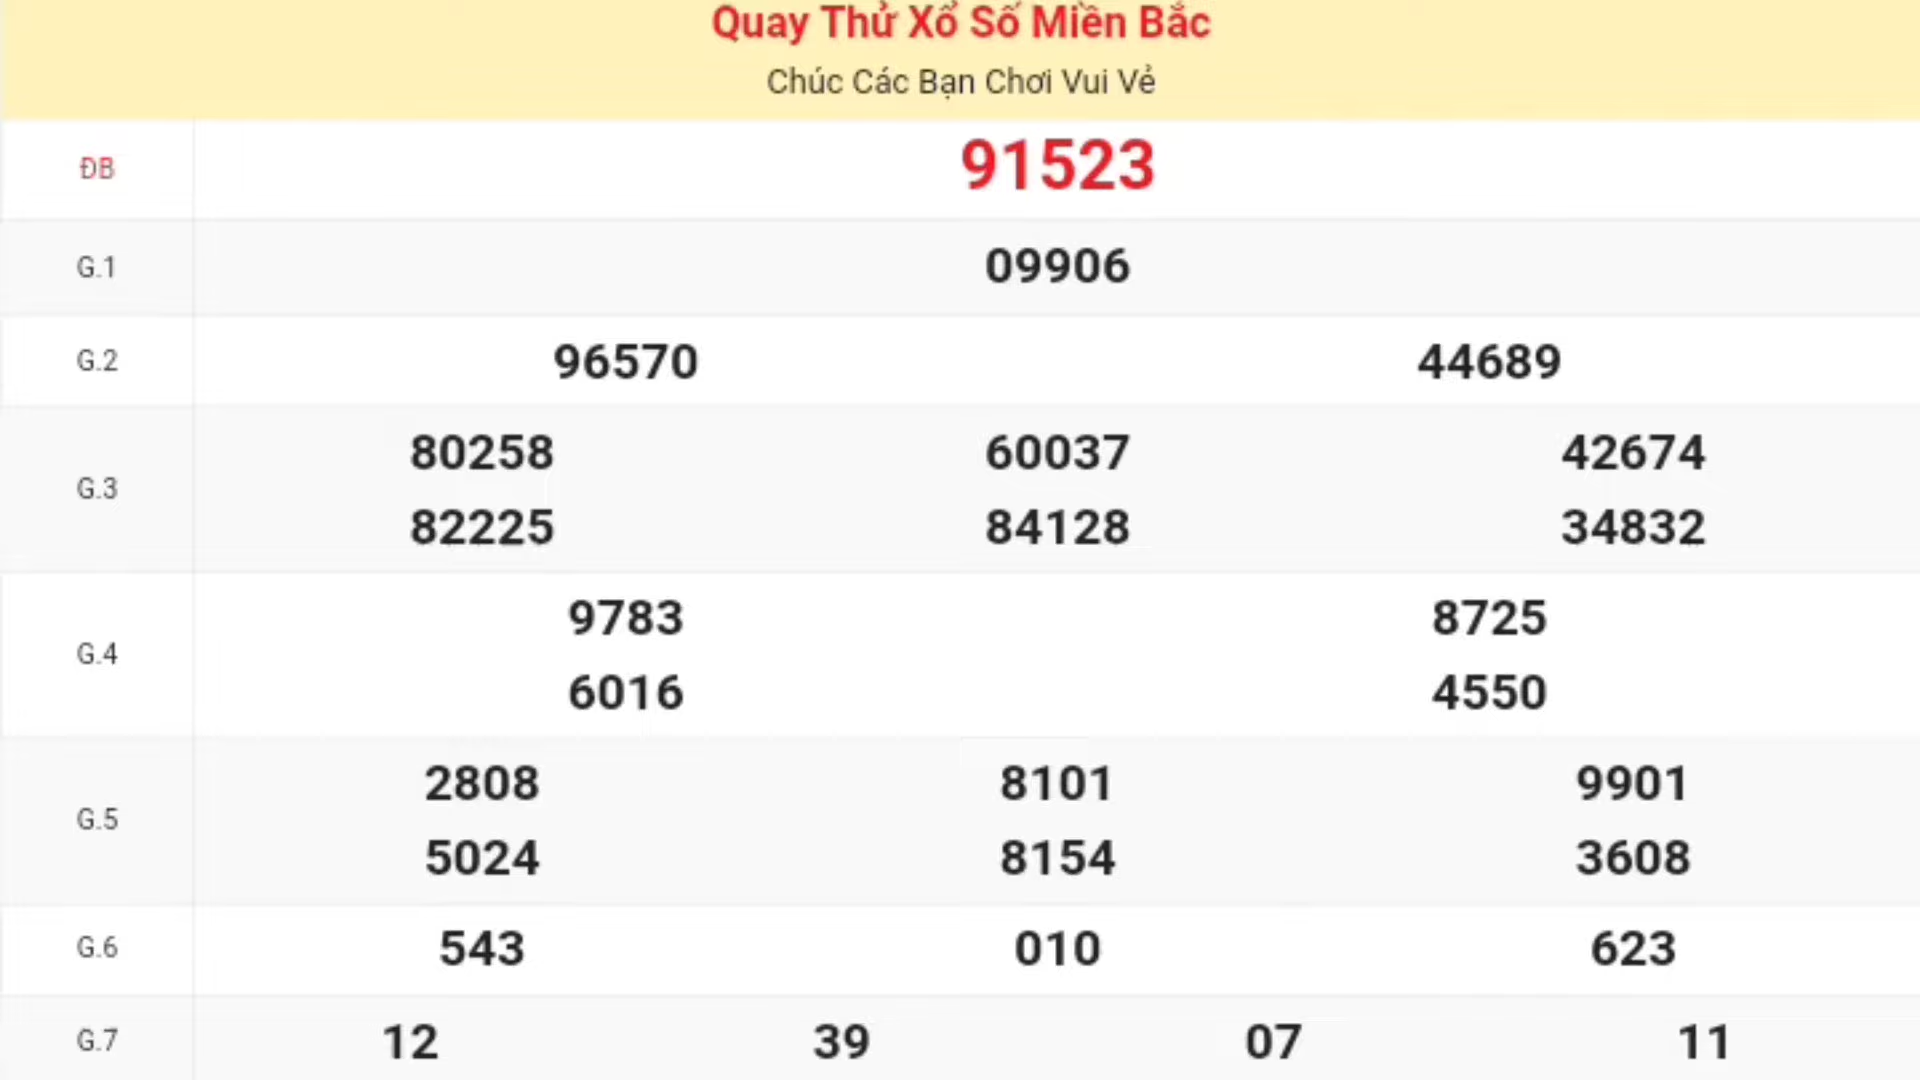 Quay Thử Xổ Số Miền Bắc
Chúc Các Bạn Chơi Vui Vẻ
ĐB 91523
G.1 09906
G.2 96570 44689
G.3
80258 60037 42674
82225 84128 34832
G.4
9783 8725
6016 4550
G.5
2808 8101 9901
5024 8154 3608
G.6 543 010 623
G.7 12 39 07 11